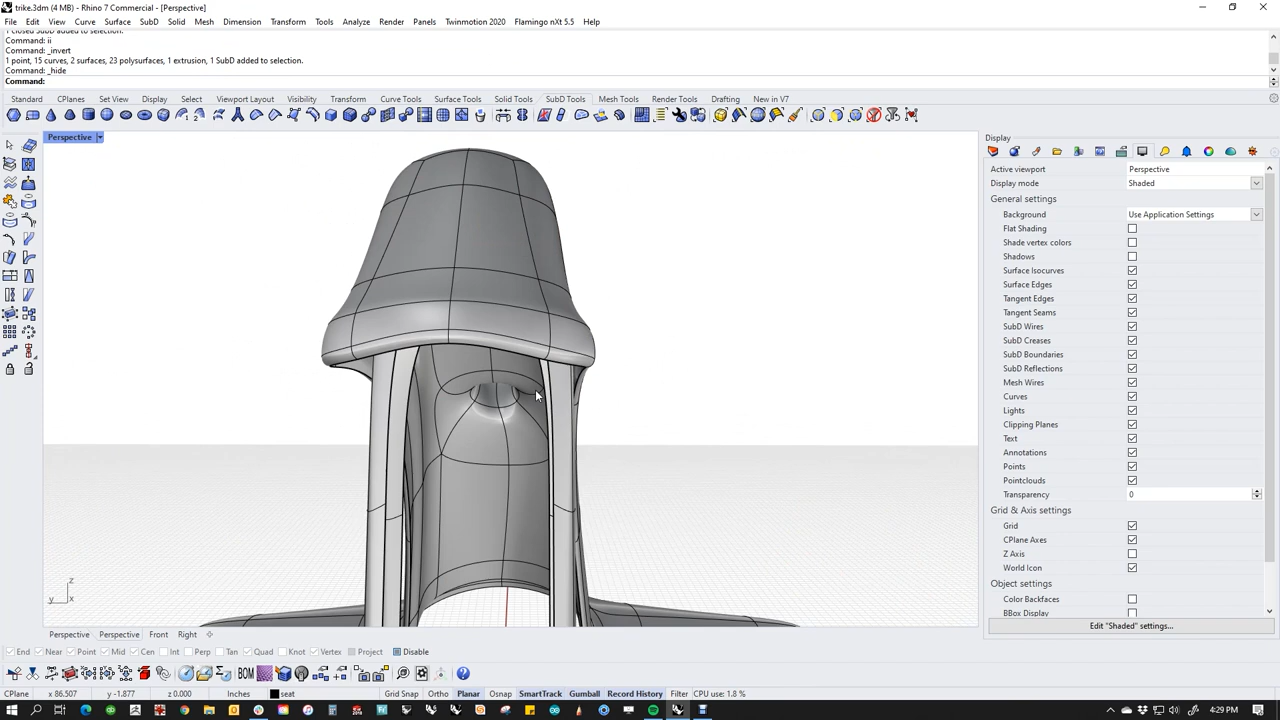 trike.3dm (4 MB) - Rhino 7 Commercial - [Perspective]
File Edit View Curve Surface SubD Solid Mesh Dimension Transform Tools Analyze Render Panels Twinmotion 2020 Flamingo nXt 5.5 Help
1 closed SubD added to selection.
Command: ii
Command: _invert
1 point, 15 curves, 2 surfaces, 23 polysurfaces, 1 extrusion, 1 SubD added to selection.
Command: _hide
Command:
Standard CPlanes Set View Display Select Viewport Layout Visibility Transform Curve Tools Surface Tools Solid Tools SubD Tools Mesh Tools Render Tools Drafting New in V7
Perspective
Display
Active viewport Perspective
Display mode Shaded
General settings
Background Use Application Settings
Flat Shading
Shade vertex colors
Shadows
Surface Isocurves
Surface Edges
Tangent Edges
Tangent Seams
SubD Wires
SubD Creases
SubD Boundaries
SubD Reflections
Mesh Wires
Curves
Lights
Clipping Planes
Text
Annotations
Points
Pointclouds
Transparency 0
Grid & Axis settings
Grid
CPlane Axes
Z Axis
World Icon
Object settings
Color Backfaces
BBox Display
Edit "Shaded" settings...
z
y x
Perspective Perspective Front Right
End Near Point Mid Cen Int Perp Tan Quad Knot Vertex Project Disable
BOM
CPlane x 86.507 y -1.877 z 0.000 Inches seat Grid Snap Ortho Planar Osnap SmartTrack Gumball Record History Filter CPU use: 1.8 %
4:29 PM